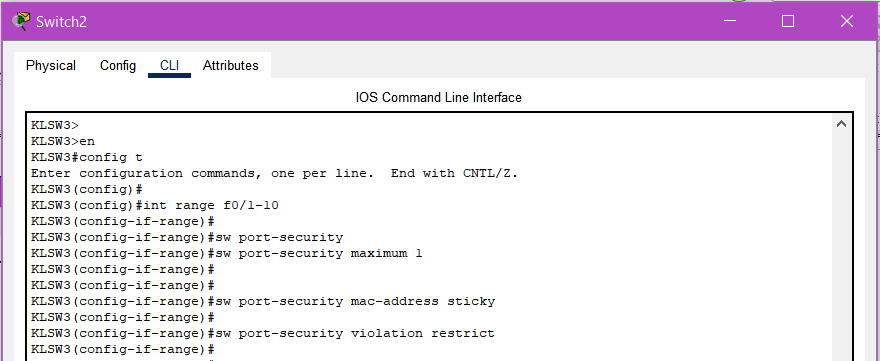 Switch2
Physical Config CLI Attributes
IOS Command Line Interface
KLSW3>
KLSW3>en
KLSW3#config t
Enter configuration commands, one per line.  End with CNTL/Z.
KLSW3(config)#
KLSW3(config)#int range f0/1-10
KLSW3(config-if-range)#
KLSW3(config-if-range)#sw port-security
KLSW3(config-if-range)#sw port-security maximum 1
KLSW3(config-if-range)#
KLSW3(config-if-range)#
KLSW3(config-if-range)#sw port-security mac-address sticky
KLSW3(config-if-range)#
KLSW3(config-if-range)#sw port-security violation restrict
KLSW3(config-if-range)#